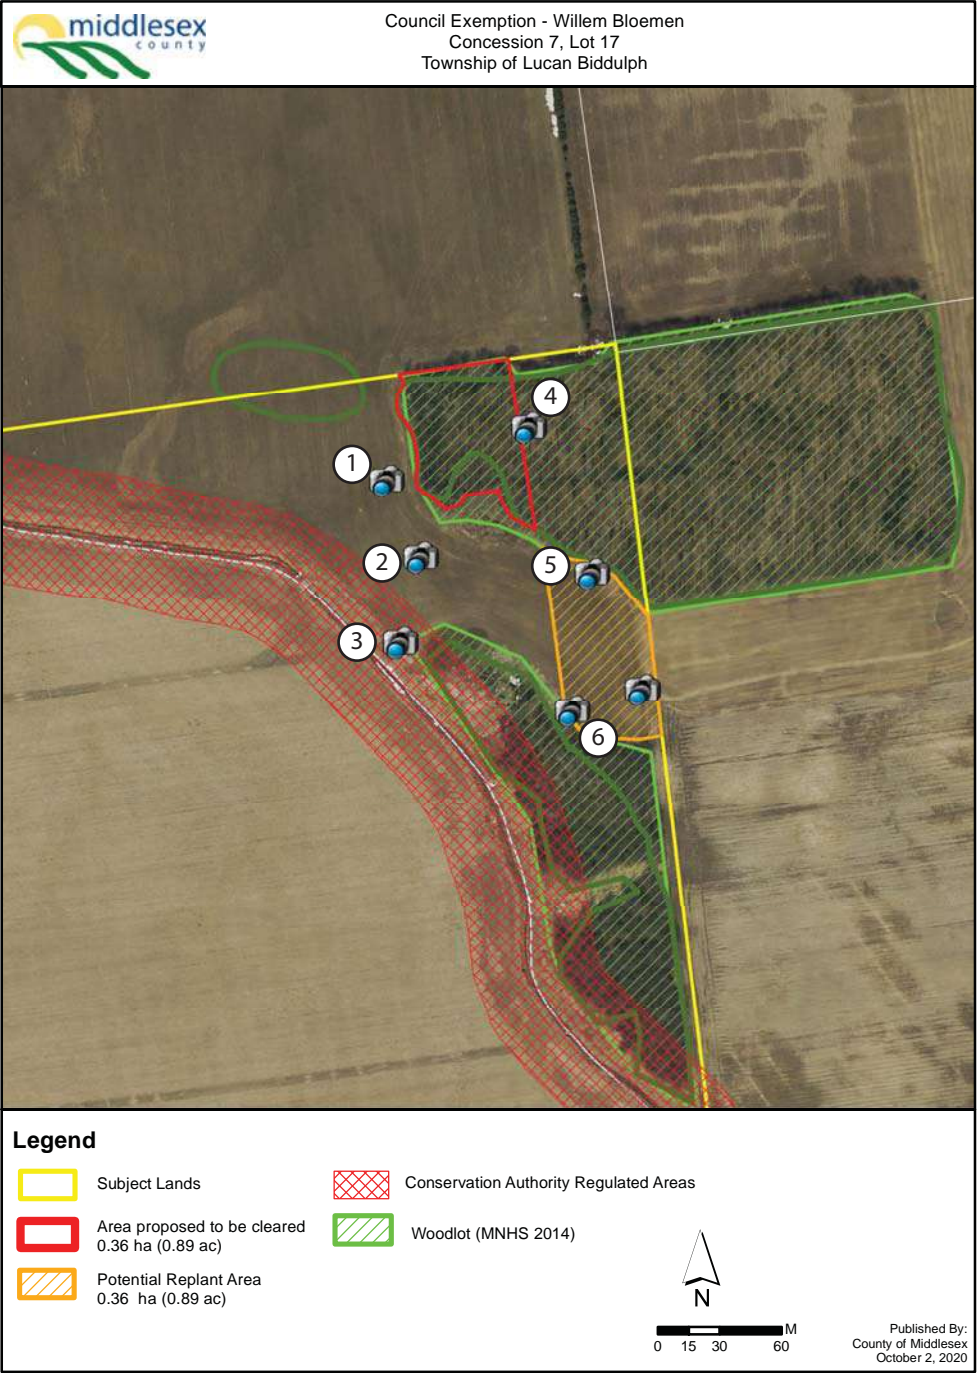 middlesex
county
Council Exemption - Willem Bloemen
Concession 7, Lot 17
Township of Lucan Biddulph
4
1
2
5
3
6
Legend
Subject Lands
Area proposed to be cleared
0.36 ha (0.89 ac)
Potential Replant Area
0.36 ha (0.89 ac)
Conservation Authority Regulated Areas
Woodlot (MNHS 2014)
N
M
0 15 30 60
Published By:
County of Middlesex
October 2, 2020